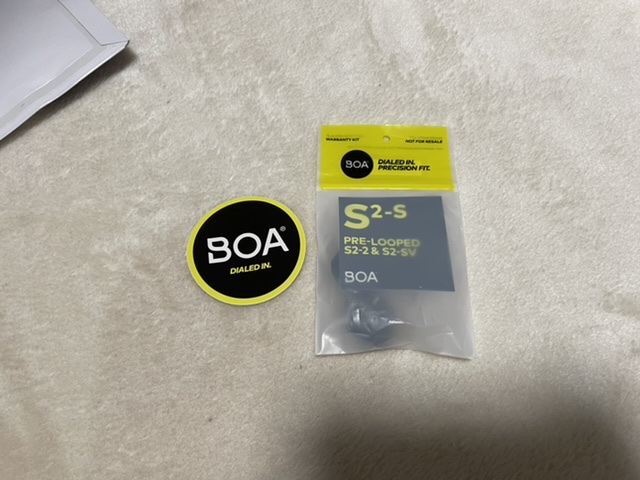 BOA®
DIALED IN.
WARRANTY KIT
NOT FOR RESALE
BOA
DIALED IN.
PRECISION FIT.
S2-S
PRE-LOOPED
S2-2 & S2-SV
BOA